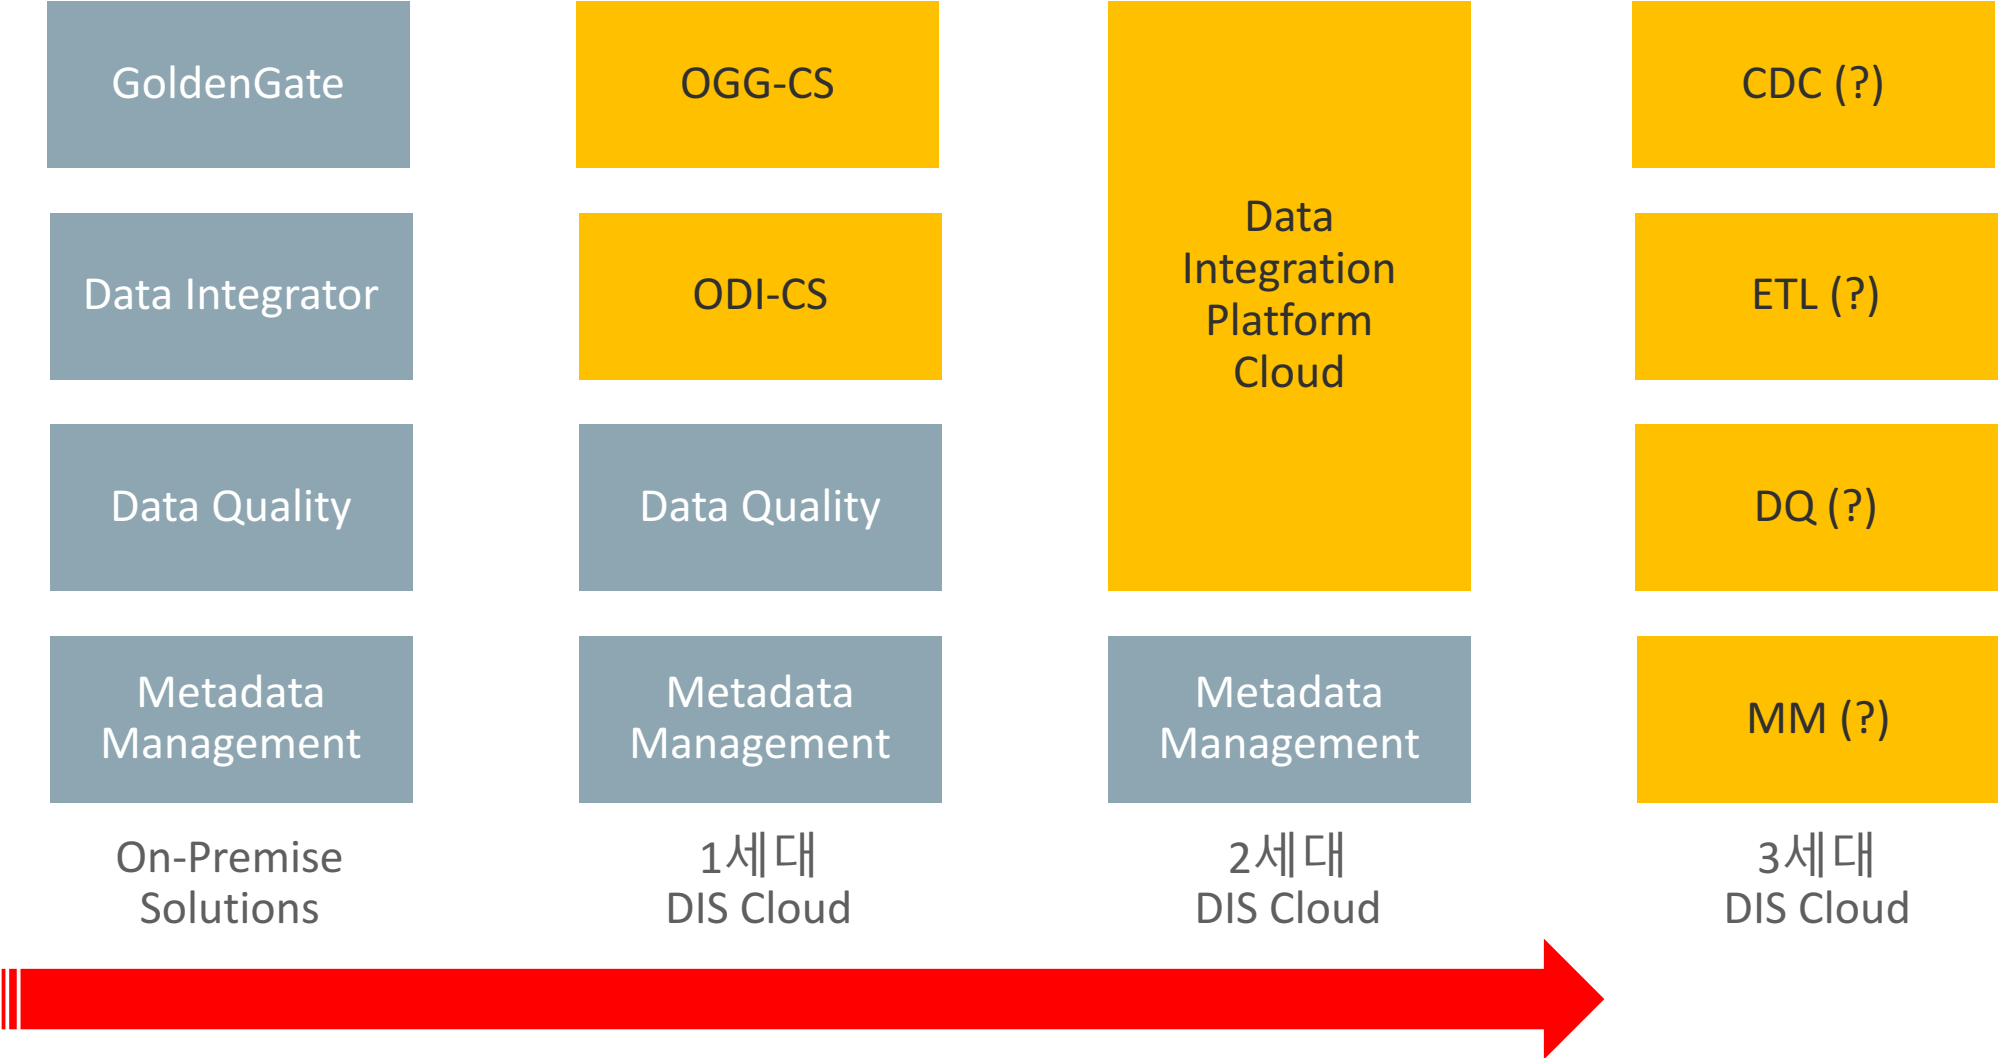 GoldenGate
OGG-CS
CDC (?)
Data Integrator
ODI-CS
Data
Integration
Platform
Cloud
ETL (?)
Data Quality
Data Quality
DQ (?)
Metadata
Management
Metadata
Management
Metadata
Management
MM (?)
On-Premise
Solutions
1세대
DIS Cloud
2세대
DIS Cloud
3세대
DIS Cloud